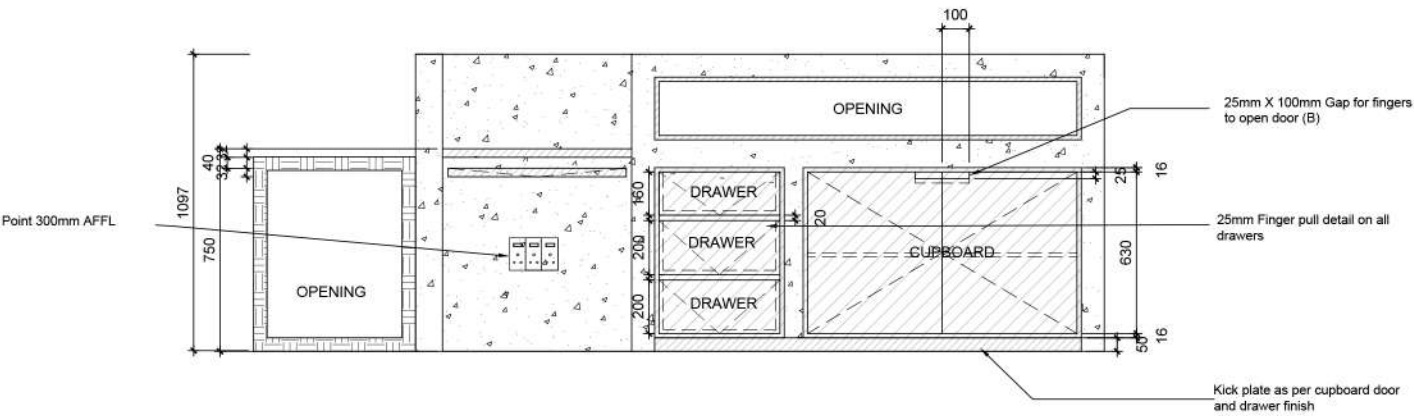 100
OPENING
25mm X 100mm Gap for fingers
to open door (B)
32
40
32
1097
750
Point 300mm AFFL
OPENING
160
200
200
DRAWER
DRAWER
DRAWER
20
CUPBOARD
25
16
630
16
50
25mm Finger pull detail on all
drawers
Kick plate as per cupboard door
and drawer finish